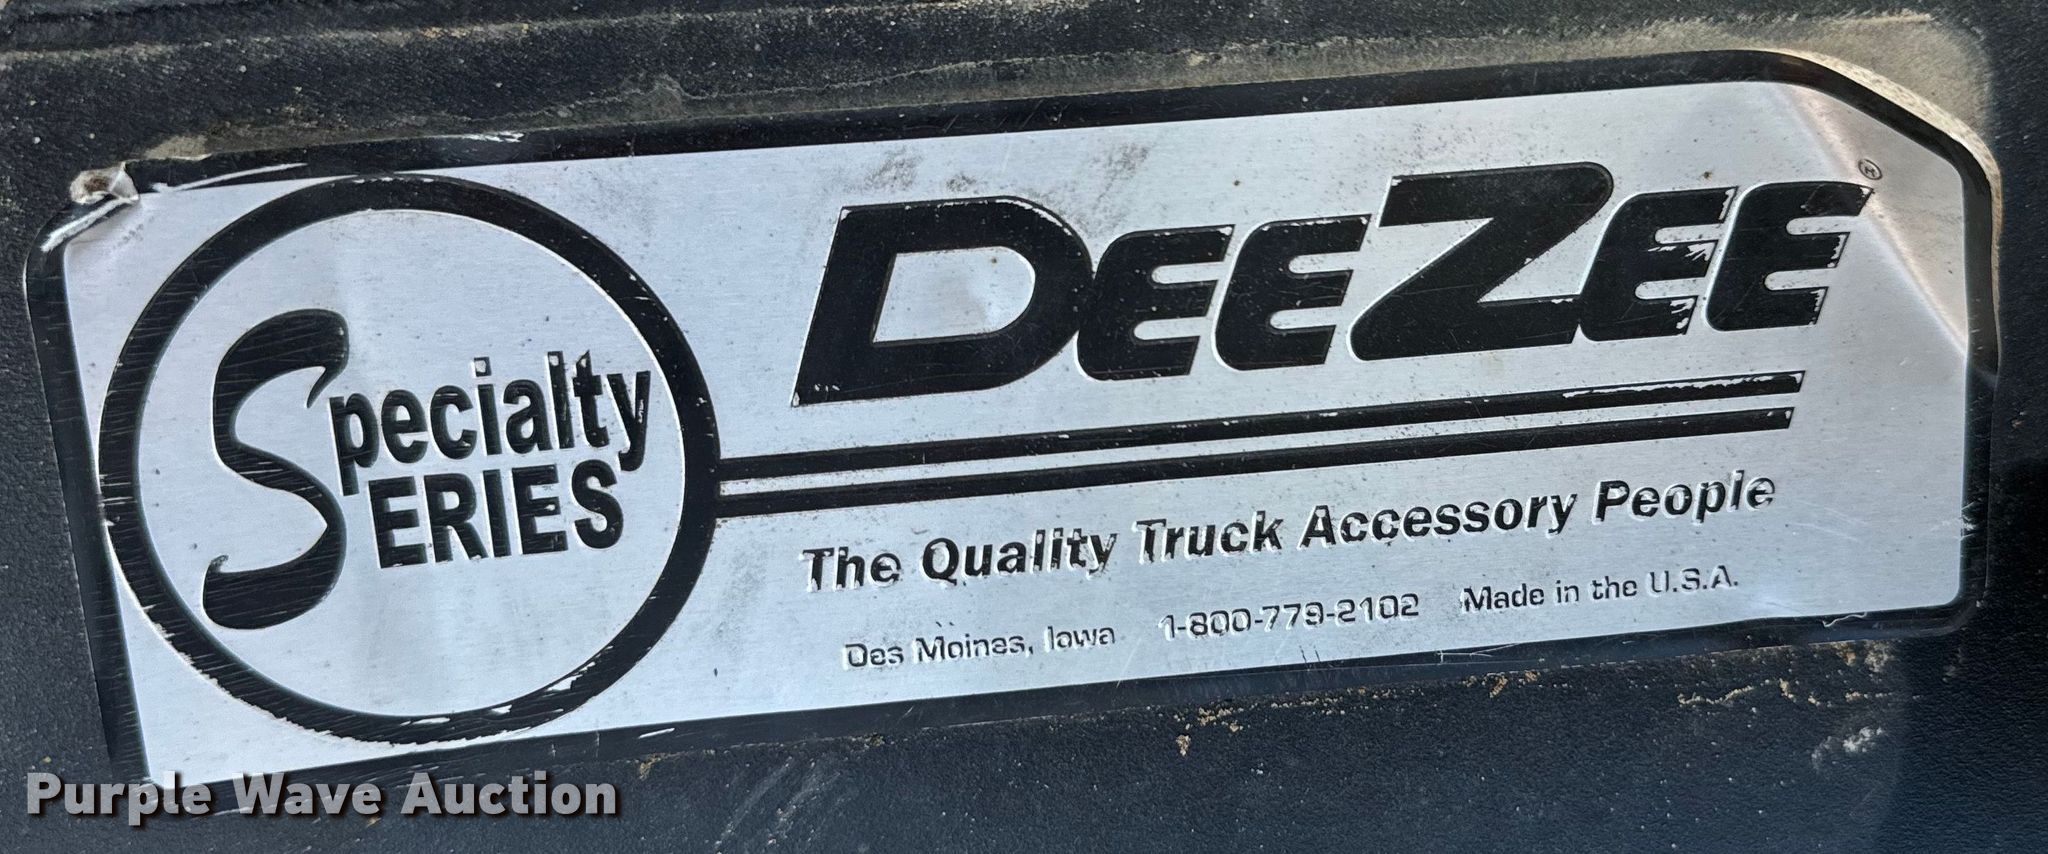 Specialty
SERIES
DEEZEE®
The Quality Truck Accessory People
Des Moines, Iowa 1-800-779-2102 Made in the U.S.A.
Purple Wave Auction